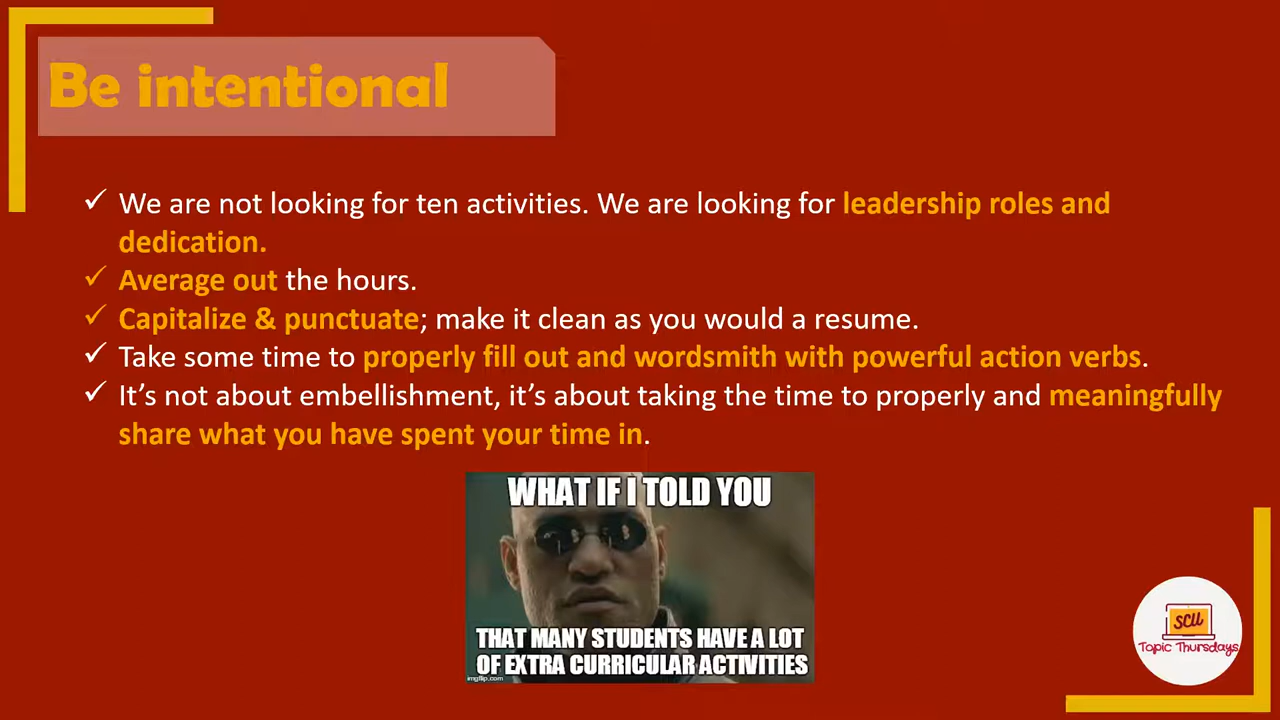 Be intentional
✓ We are not looking for ten activities. We are looking for leadership roles and
dedication.
✓ Average out the hours.
✓ Capitalize & punctuate; make it clean as you would a resume.
✓ Take some time to properly fill out and wordsmith with powerful action verbs.
✓ It’s not about embellishment, it’s about taking the time to properly and meaningfully
share what you have spent your time in.
WHAT IF I TOLD YOU
THAT MANY STUDENTS HAVE A LOT
OF EXTRA CURRICULAR ACTIVITIES
imgflip.com
SCU
Topic Thursdays